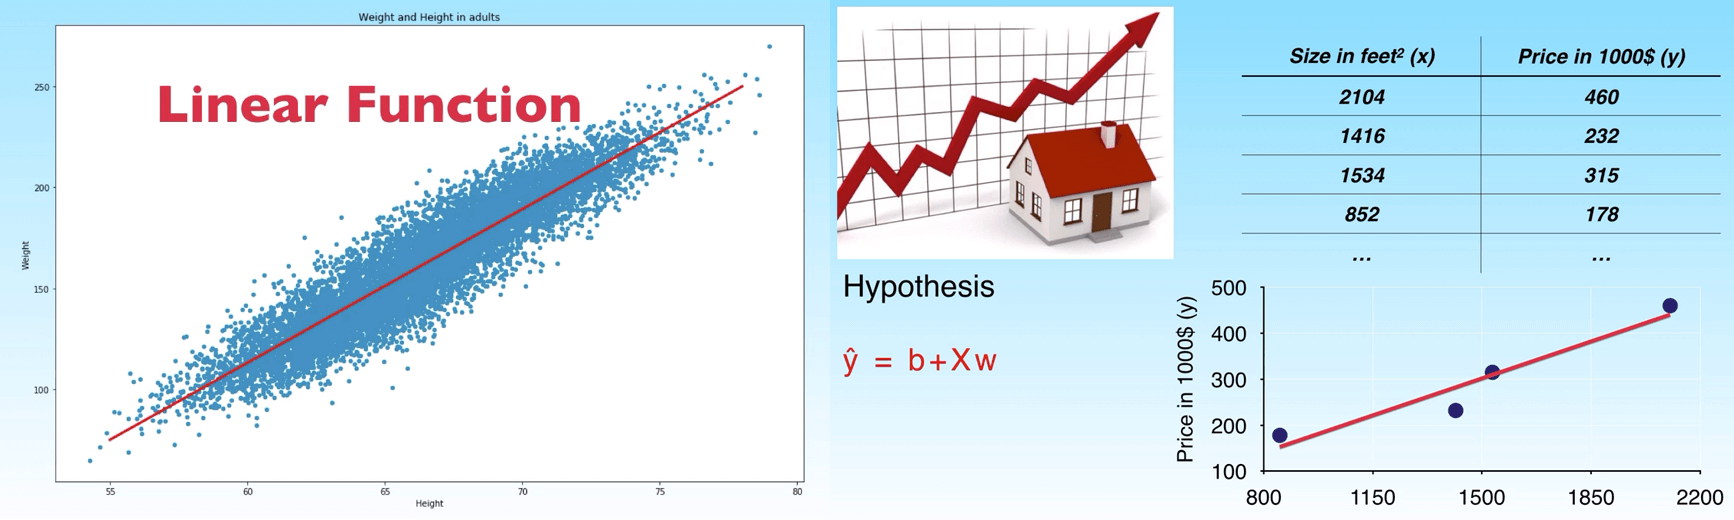 Weight and Height in adults
Linear Function
250
200
150
100
Weight
55 60 65 70 75 80
Height
Hypothesis
ŷ = b+Xw
Size in feet² (x) Price in 1000$ (y)
2104 460
1416 232
1534 315
852 178
... ...
Price in 1000$ (y)
500
400
300
200
100
800 1150 1500 1850 2200